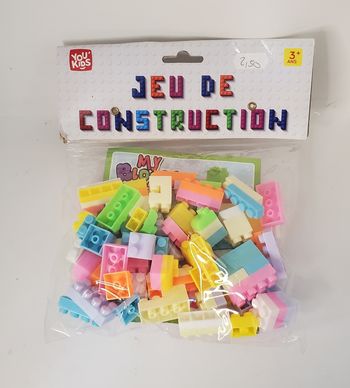 YOU'
KiDS
3+
ANS
2,50
JEU DE
CONSTRUCTION
MY